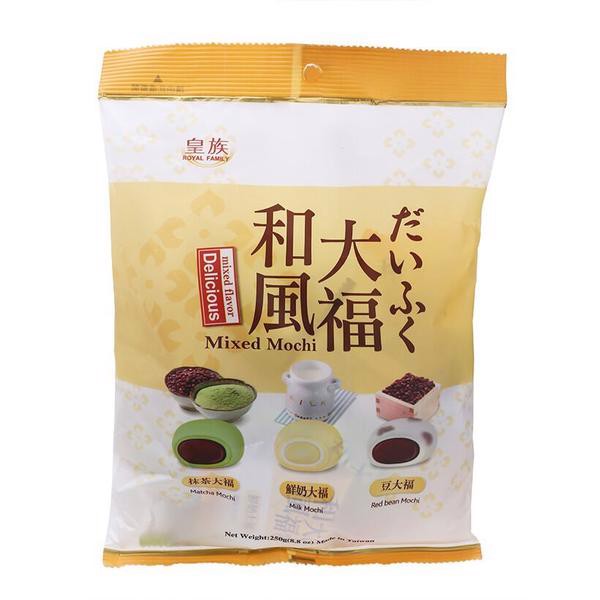 皇族
ROYAL FAMILY
だいふく
大福
和風
mixed flavor
Delicious
Mixed Mochi
MILK
抹茶大福
Matcha Mochi
鮮奶大福
Milk Mochi
豆大福
Red bean Mochi
Net Weight:250g(8.8 oz) Made in Taiwan